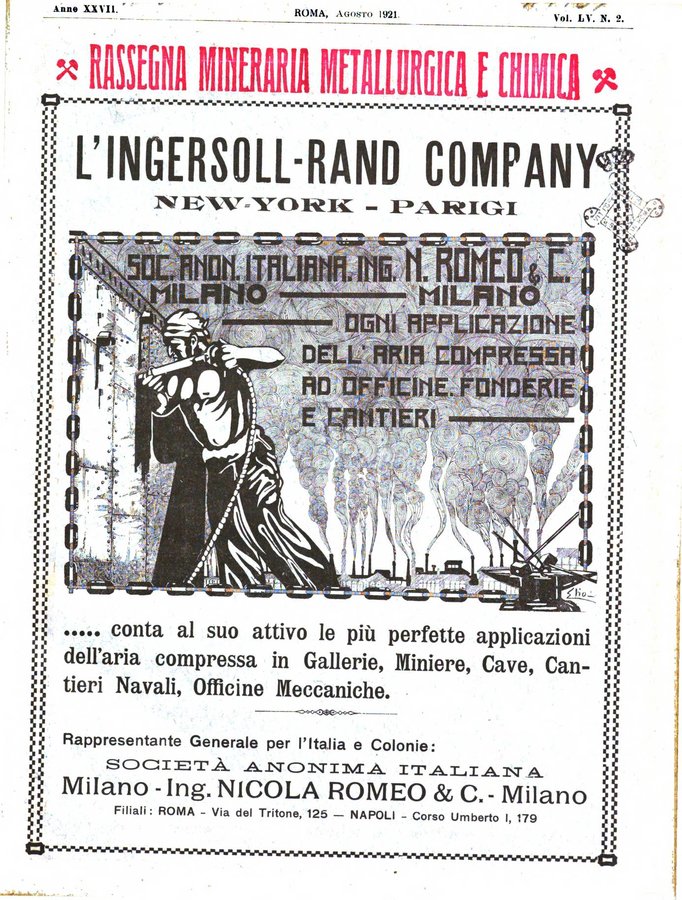 Anno XXVII.
ROMA, Agosto 1921.
Vol. LV. N. 2.
RASSEGNA MINERARIA METALLURGICA E CHIMICA
L'INGERSOLL-RAND COMPANY
NEW-YORK - PARIGI
SOC. ANON. ITALIANA. ING. N. ROMEO & C.
MILANO — MILANO
— OGNI APPLICAZIONE
DELL'ARIA COMPRESSA
AD OFFICINE. FONDERIE
E CANTIERI —
..... conta al suo attivo le più perfette applicazioni
dell'aria compressa in Gallerie, Miniere, Cave, Can-
tieri Navali, Officine Meccaniche.
Rappresentante Generale per l'Italia e Colonie:
SOCIETÀ ANONIMA ITALIANA
Milano - Ing. NICOLA ROMEO & C. - Milano
Filiali: ROMA - Via del Tritone, 125 — NAPOLI - Corso Umberto I, 179